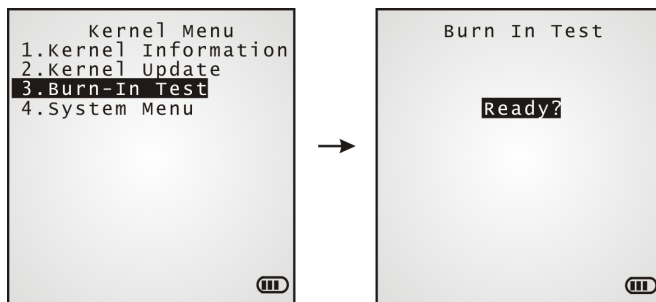 Kernel Menu
1.Kernel Information
2.Kernel Update
3.Burn-In Test
4.System Menu
Burn In Test
Ready?